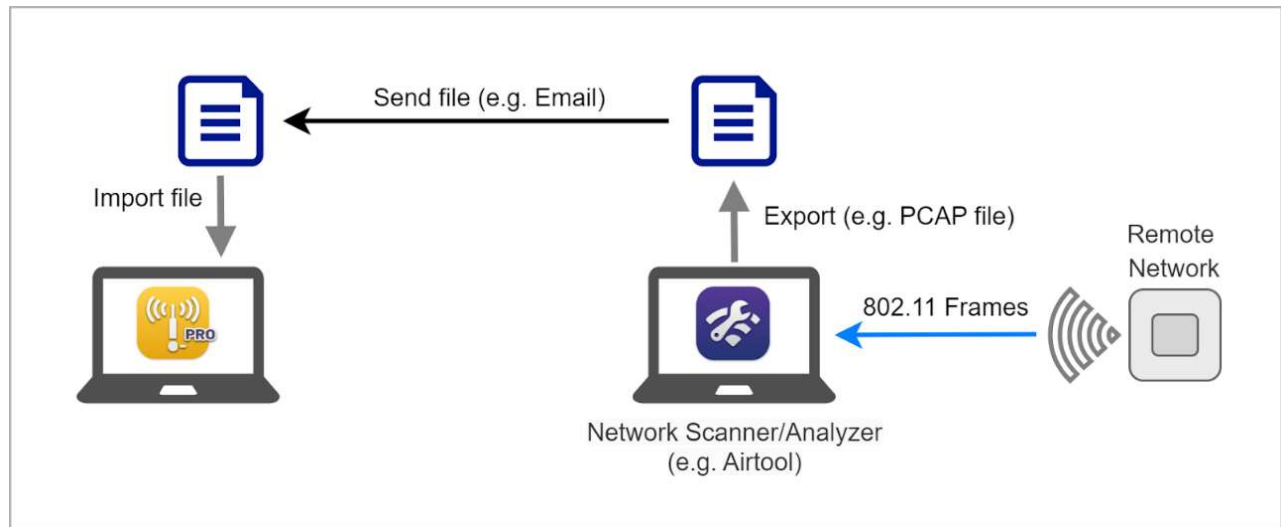 Send file (e.g. Email)
Import file
Export (e.g. PCAP file)
Remote
Network
802.11 Frames
PRO
Network Scanner/Analyzer
(e.g. Airtool)